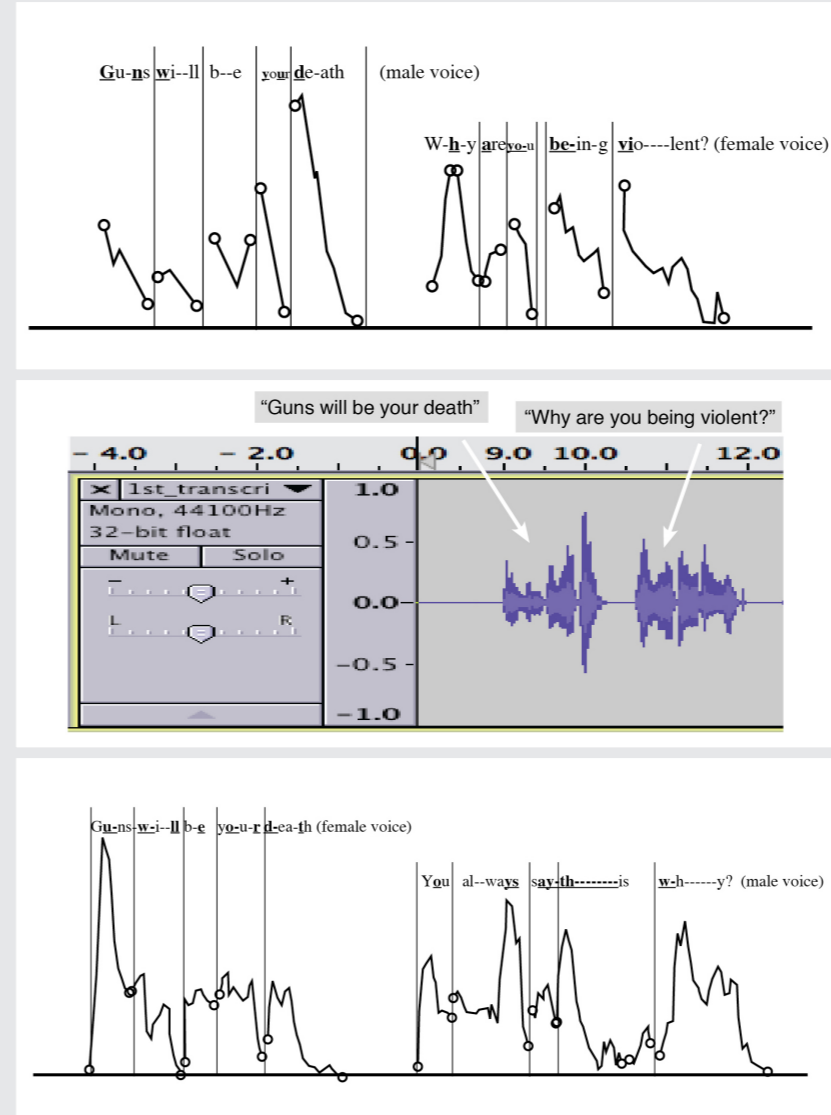 Gu-ns wi--ll b--e your de-ath (male voice)
W-h-y are yo-u be-in-g vio----lent? (female voice)
“Guns will be your death”
“Why are you being violent?”
- 4.0 - 2.0 0.0 9.0 10.0 12.0
× 1st_transcri 1.0
Mono, 44100Hz
32-bit float
0.5
Mute Solo
- +
0.0
L R
-0.5
-1.0
Gu-ns-w-i--ll b-e yo-u-r d-ea-th (female voice)
You al--ways say-th--------is w-h------y? (male voice)